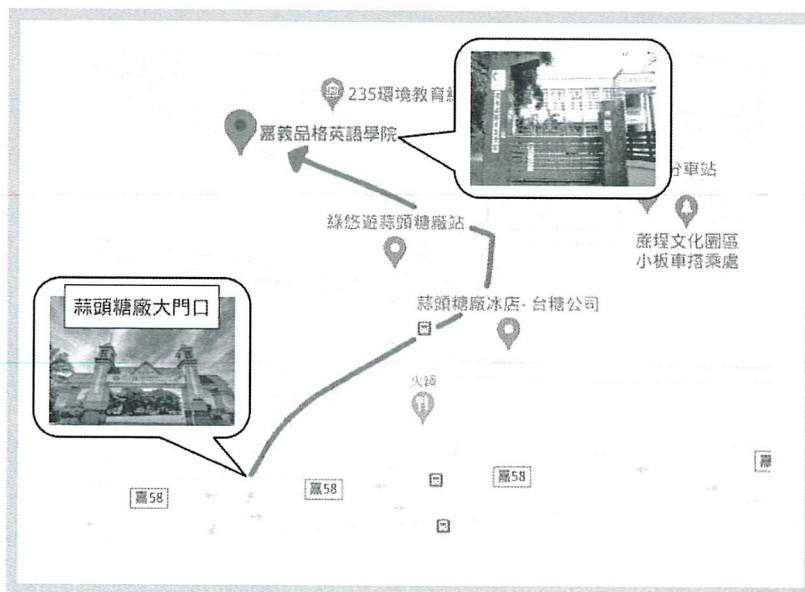 235環境教育
嘉義品格英語學院
分車站
綠悠遊蒜頭糖廠站
蔗埕文化園區
小板車搭乘處
蒜頭糖廠大門口
蒜頭糖廠冰店- 台糖公司
火鍋
嘉58
嘉58
嘉58
嘉